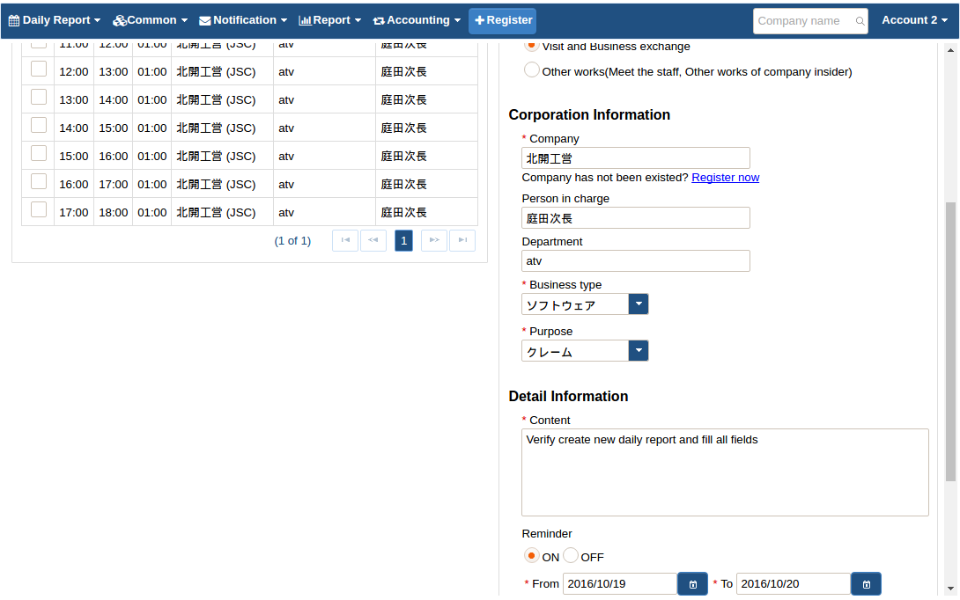 Daily Report Common Notification Report Accounting Register Company name Account 2
11:00 12:00 01:00 北開工営 (JSC) atv 庭田次長
12:00 13:00 01:00 北開工営 (JSC) atv 庭田次長
13:00 14:00 01:00 北開工営 (JSC) atv 庭田次長
14:00 15:00 01:00 北開工営 (JSC) atv 庭田次長
15:00 16:00 01:00 北開工営 (JSC) atv 庭田次長
16:00 17:00 01:00 北開工営 (JSC) atv 庭田次長
17:00 18:00 01:00 北開工営 (JSC) atv 庭田次長
(1 of 1) 1
Visit and Business exchange
Other works(Meet the staff, Other works of company insider)
Corporation Information
* Company
北開工営
Company has not been existed? Register now
Person in charge
庭田次長
Department
atv
* Business type
ソフトウェア
* Purpose
クレーム
Detail Information
* Content
Verify create new daily report and fill all fields
Reminder
ON OFF
* From 2016/10/19 * To 2016/10/20